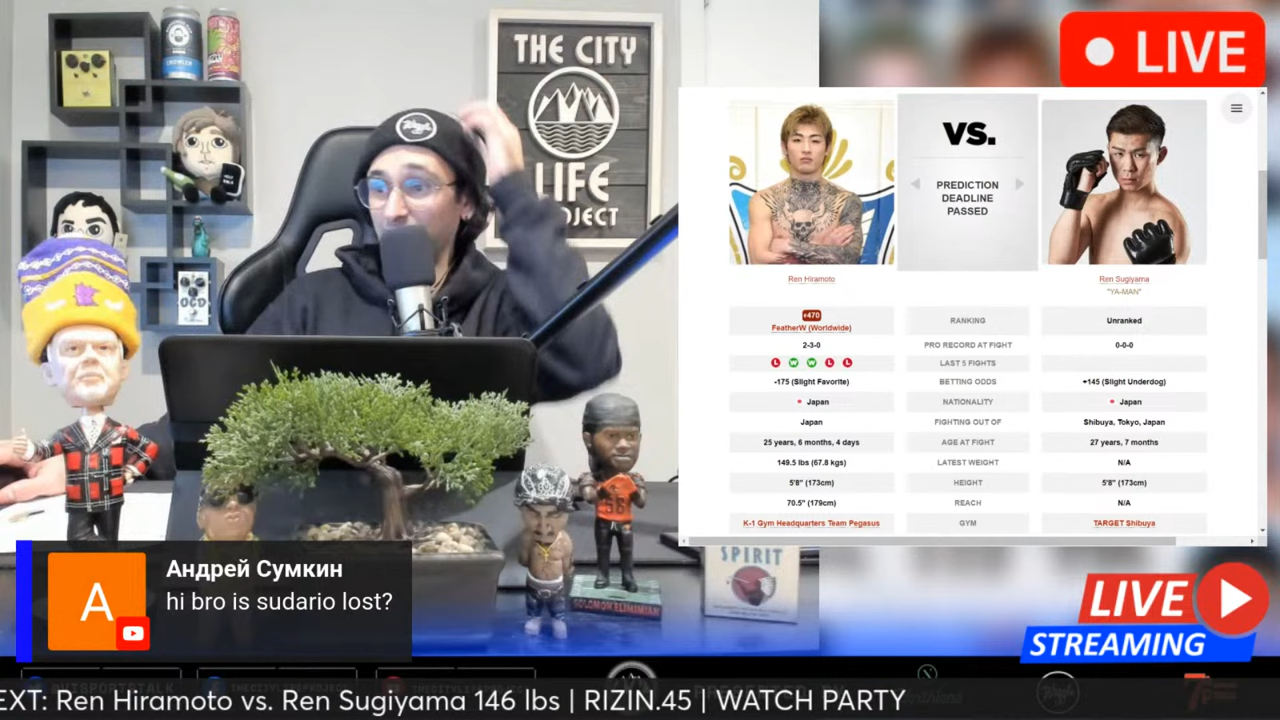 THE CITY
LIFE
PROJECT
OCD
SOLOMON ELIMIMIAN
SPIRIT
LIVE
VS.
PREDICTION
DEADLINE
PASSED
Ren Hiramoto
Ren Sugiyama
"YA-MAN"
+470
FeatherW (Worldwide)
RANKING
Unranked
2-3-0
PRO RECORD AT FIGHT
0-0-0
L W W L L
LAST 5 FIGHTS
-175 (Slight Favorite)
BETTING ODDS
+145 (Slight Underdog)
Japan
NATIONALITY
Japan
Japan
FIGHTING OUT OF
Shibuya, Tokyo, Japan
25 years, 6 months, 4 days
AGE AT FIGHT
27 years, 7 months
149.5 lbs (67.8 kgs)
LATEST WEIGHT
N/A
5'8" (173cm)
HEIGHT
5'8" (173cm)
70.5" (179cm)
REACH
N/A
K-1 Gym Headquarters Team Pegasus
GYM
TARGET Shibuya
A
Андрей Сумкин
hi bro is sudario lost?
LIVE
STREAMING
EXT: Ren Hiramoto vs. Ren Sugiyama 146 lbs | RIZIN.45 | WATCH PARTY